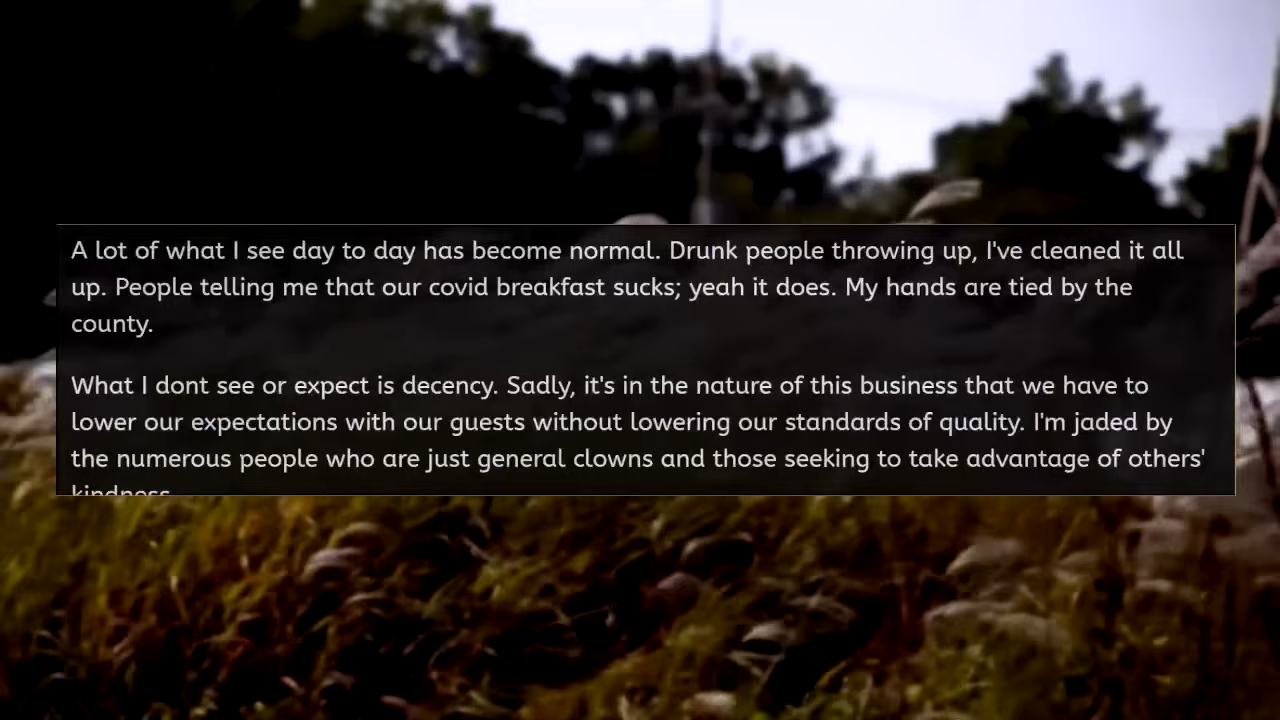 A lot of what I see day to day has become normal. Drunk people throwing up, I've cleaned it all
up. People telling me that our covid breakfast sucks; yeah it does. My hands are tied by the
county.
What I dont see or expect is decency. Sadly, it's in the nature of this business that we have to
lower our expectations with our guests without lowering our standards of quality. I'm jaded by
the numerous people who are just general clowns and those seeking to take advantage of others'
kindness.